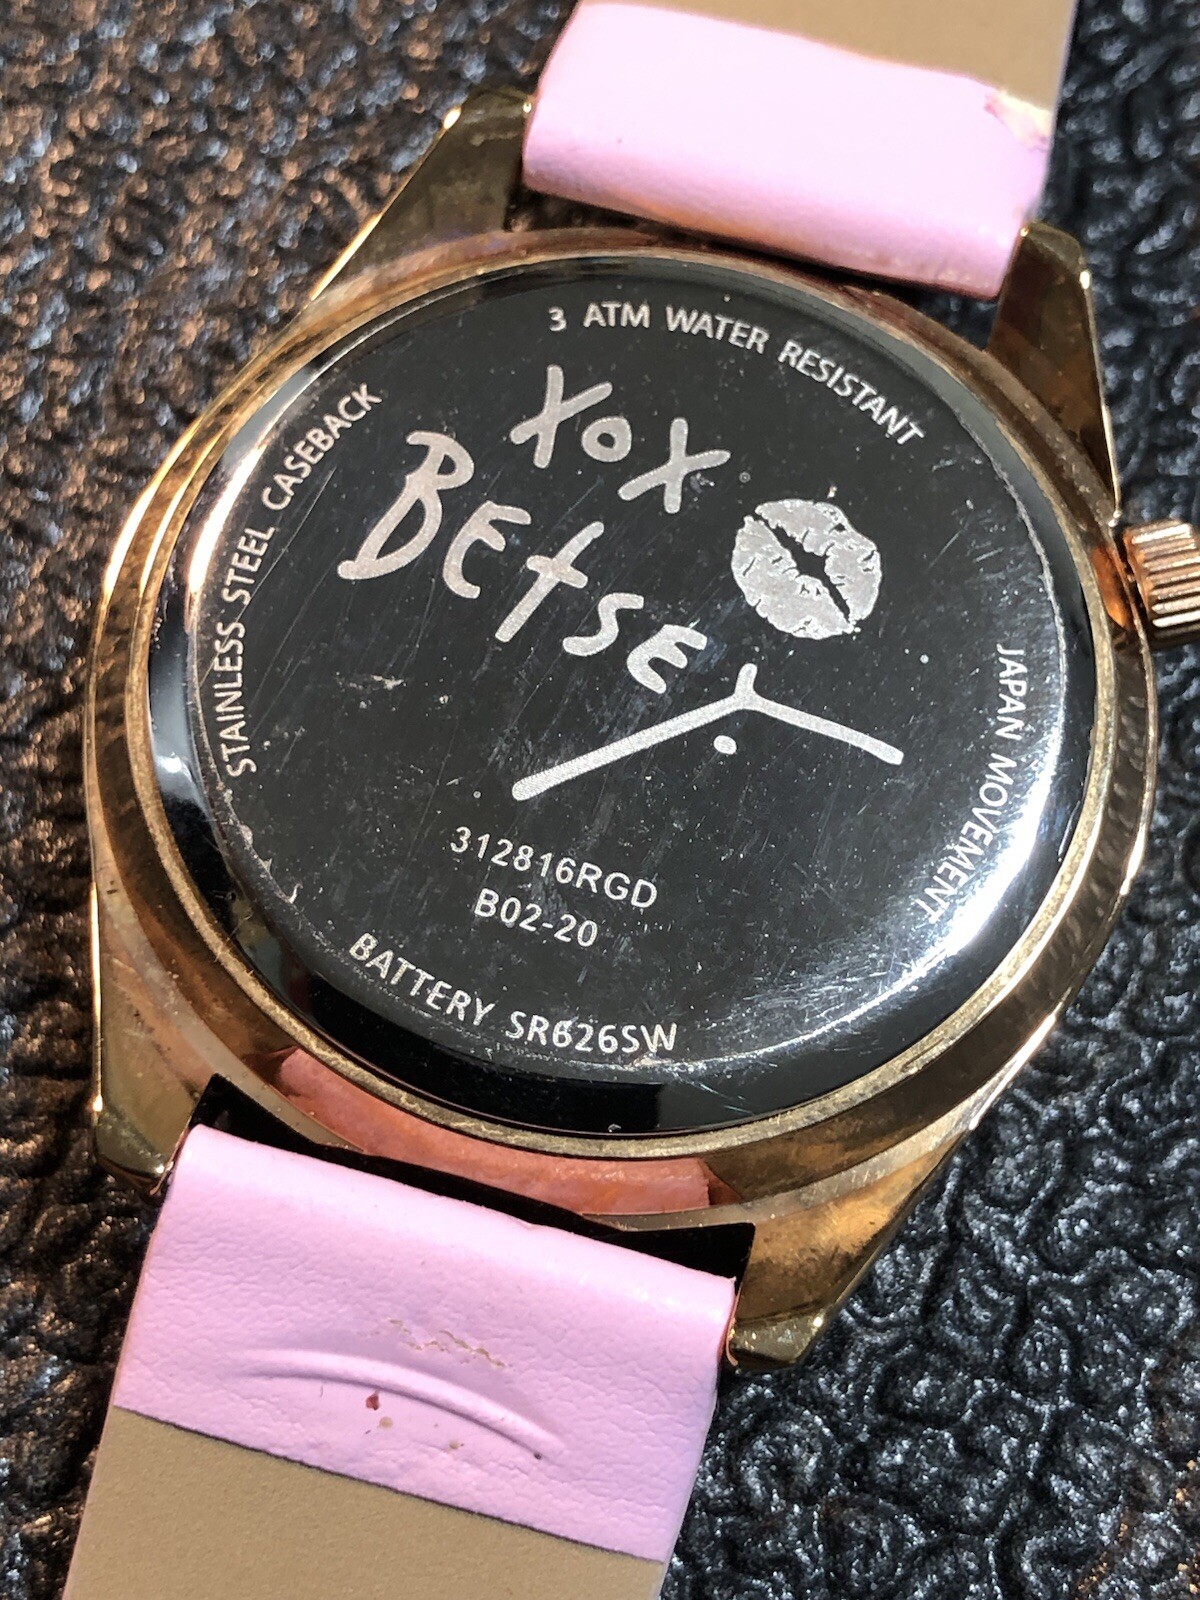 3 ATM WATER RESISTANT
STAINLESS STEEL CASEBACK
XOX
BEtsEY
JAPAN MOVEMENT
312816RGD
B02-20
BATTERY SR626SW